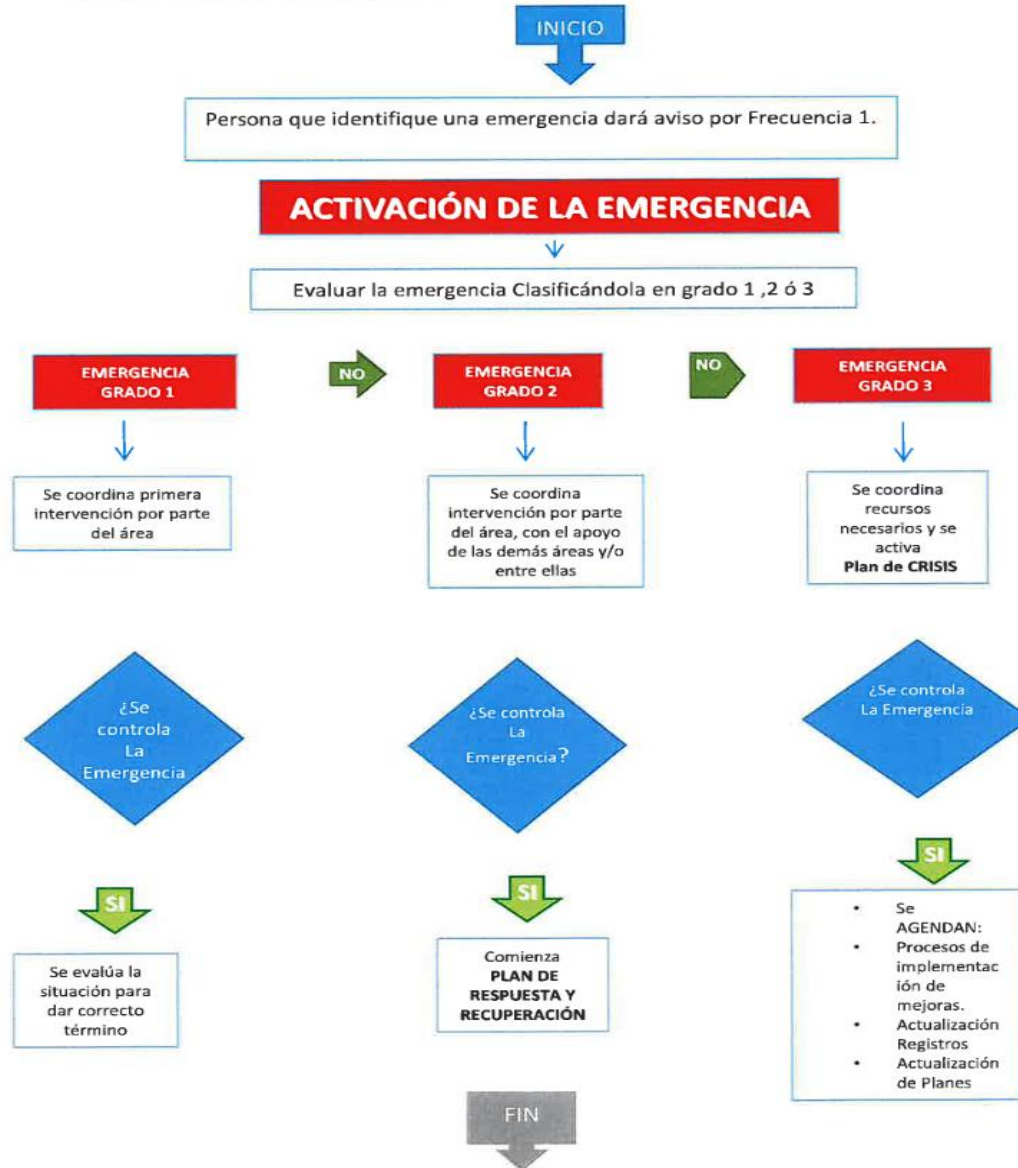 INICIO
Persona que identifique una emergencia dará aviso por Frecuencia 1.
ACTIVACIÓN DE LA EMERGENCIA
Evaluar la emergencia Clasificándola en grado 1 ,2 ó 3
EMERGENCIA
GRADO 1
NO
EMERGENCIA
GRADO 2
NO
EMERGENCIA
GRADO 3
Se coordina primera
intervención por parte
del área
Se coordina
intervención por parte
del área, con el apoyo
de las demás áreas y/o
entre ellas
Se coordina
recursos
necesarios y se
activa
Plan de CRISIS
¿Se
controla
La
Emergencia
¿Se controla
La
Emergencia?
¿Se controla
La Emergencia
SI
SI
SI
Se evalúa la
situación para
dar correcto
término
Comienza
PLAN DE
RESPUESTA Y
RECUPERACIÓN
• Se
AGENDAN:
• Procesos de
implementac
ión de
mejoras.
• Actualización
Registros
• Actualización
de Planes
FIN